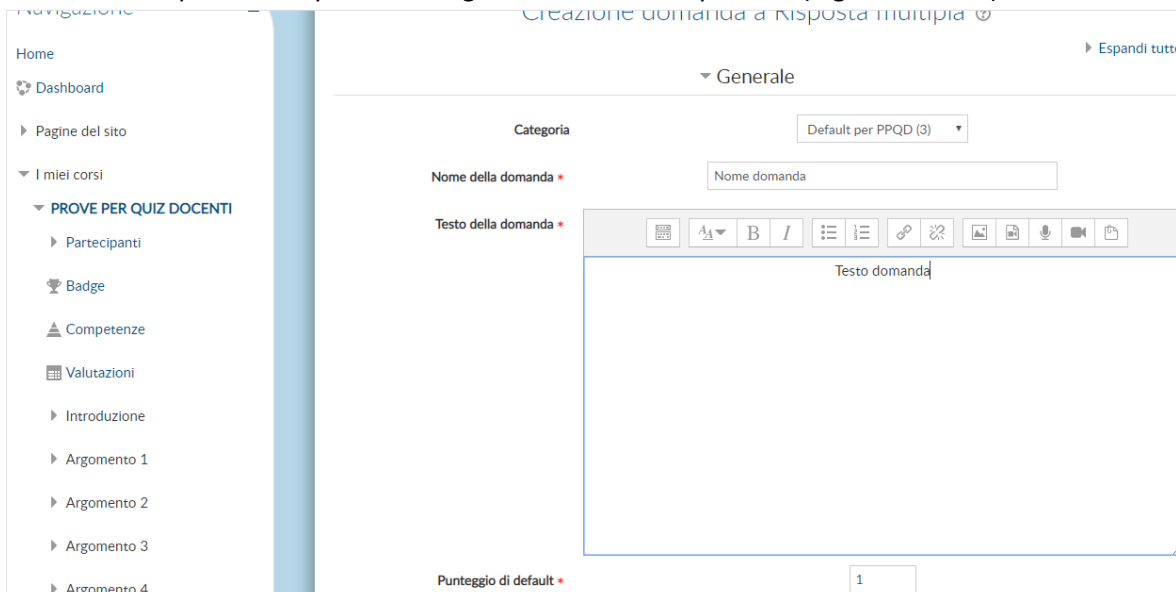 Navigazione
Home
Dashboard
Pagine del sito
I miei corsi
PROVE PER QUIZ DOCENTI
Partecipanti
Badge
Competenze
Valutazioni
Introduzione
Argomento 1
Argomento 2
Argomento 3
Argomento 4
Creazione domanda a Risposta multipla
Espandi tutto
Generale
Categoria
Default per PPQD (3)
Nome della domanda *
Nome domanda
Testo della domanda *
Testo domanda
Punteggio di default *
1